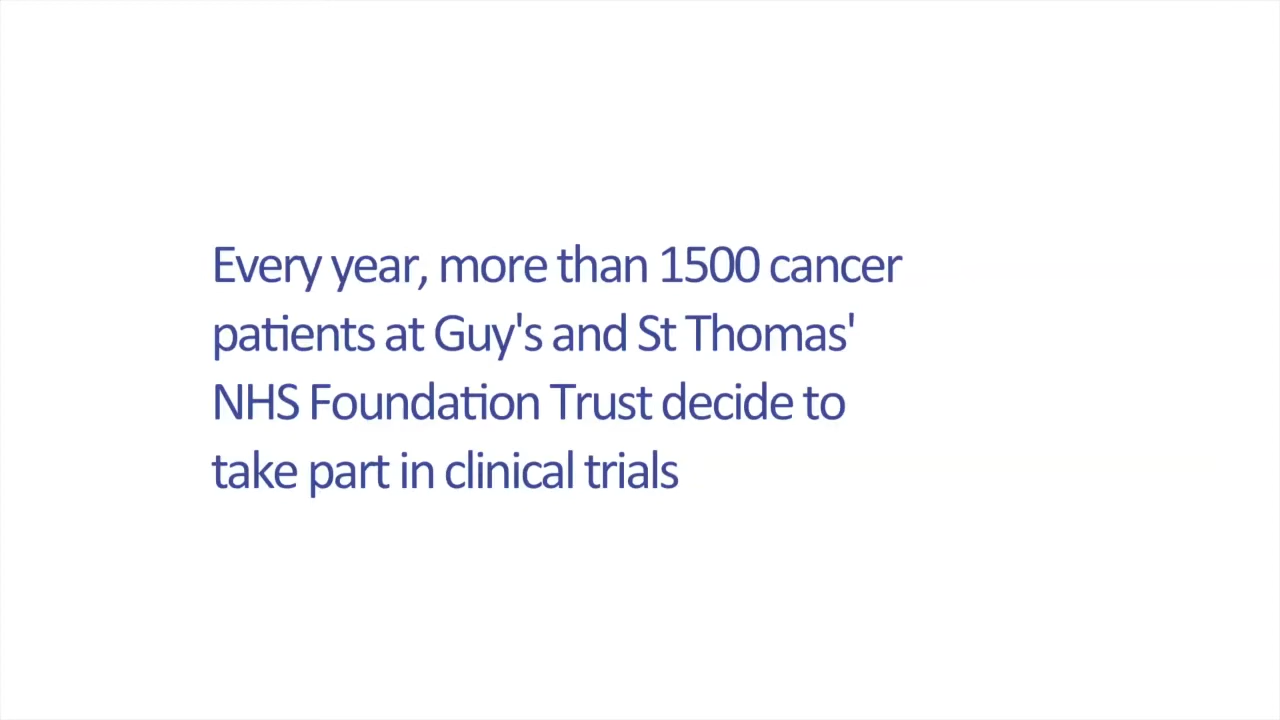 Every year, more than 1500 cancer
patients at Guy's and St Thomas'
NHS Foundation Trust decide to
take part in clinical trials